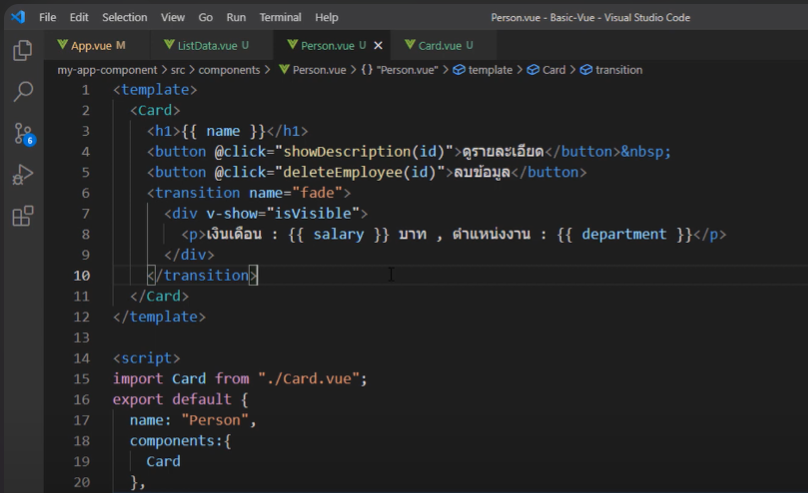 File Edit Selection View Go Run Terminal Help Person.vue - Basic-Vue - Visual Studio Code
App.vue M ListData.vue U Person.vue U Card.vue U
my-app-component > src > components > Person.vue > {} "Person.vue" > template > Card > transition
6
1 <template>
2 <Card>
3 <h1>{{ name }}</h1>
4 <button @click="showDescription(id)">ดูรายละเอียด</button>&nbsp;
5 <button @click="deleteEmployee(id)">ลบข้อมูล</button>
6 <transition name="fade">
7 <div v-show="isVisible">
8 <p>เงินเดือน : {{ salary }} บาท , ตำแหน่งงาน : {{ department }}</p>
9 </div>
10 </transition>
11 </Card>
12 </template>
13
14 <script>
15 import Card from "./Card.vue";
16 export default {
17 name: "Person",
18 components:{
19 Card
20 },